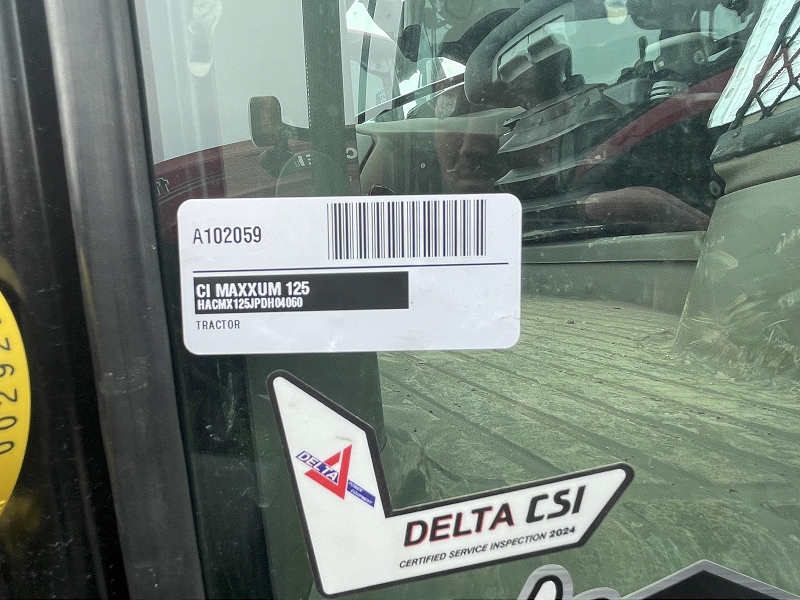 A102059
CI MAXXUM 125
HACMX125JPDH04060
TRACTOR
DELTA
DELTA CSI
CERTIFIED SERVICE INSPECTION 2024